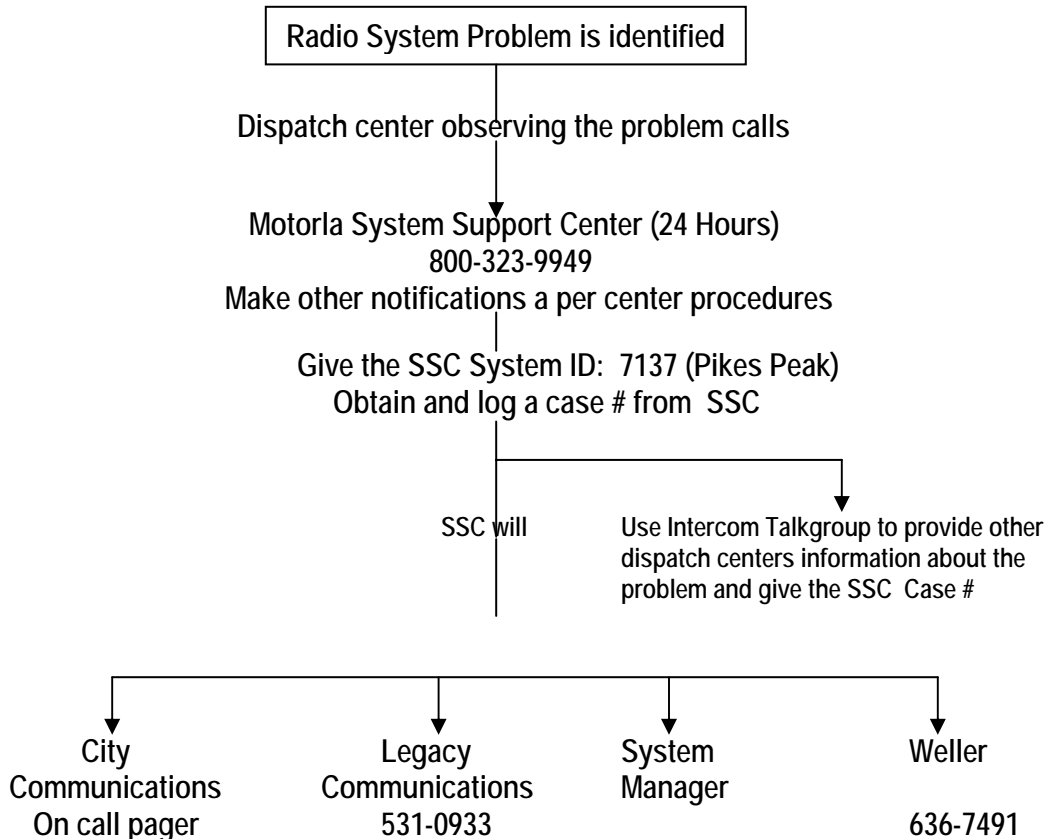 Radio System Problem is identified
Dispatch center observing the problem calls
Motorla System Support Center (24 Hours)
800-323-9949
Make other notifications a per center procedures
Give the SSC System ID: 7137 (Pikes Peak)
Obtain and log a case # from SSC
SSC will
Use Intercom Talkgroup to provide other
dispatch centers information about the
problem and give the SSC Case #
City
Communications
On call pager
Legacy
Communications
531-0933
System
Manager
Weller
636-7491